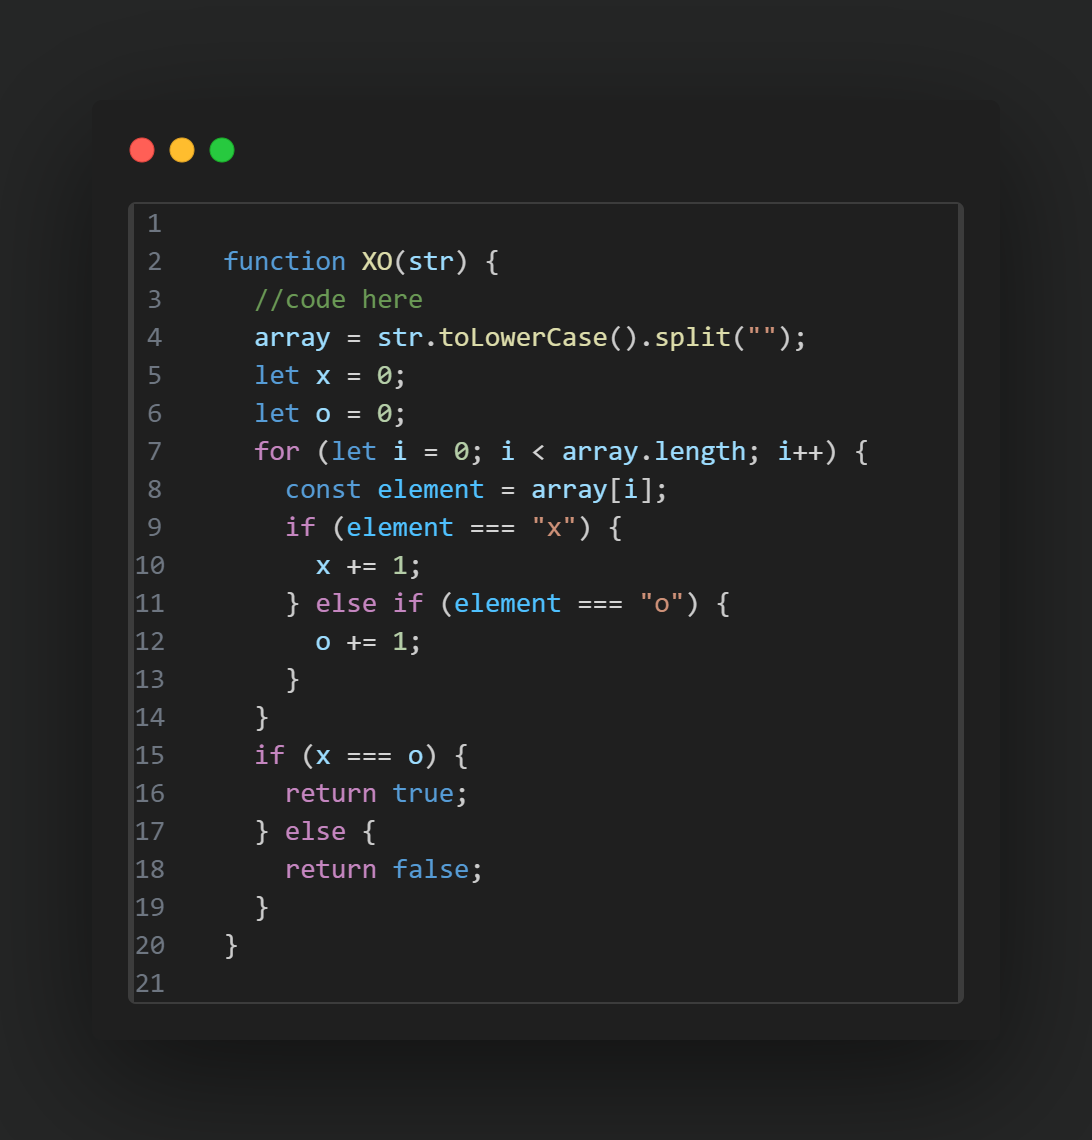 1
2 function XO(str) {
3 //code here
4 array = str.toLowerCase().split("");
5 let x = 0;
6 let o = 0;
7 for (let i = 0; i < array.length; i++) {
8 const element = array[i];
9 if (element === "x") {
10 x += 1;
11 } else if (element === "o") {
12 o += 1;
13 }
14 }
15 if (x === o) {
16 return true;
17 } else {
18 return false;
19 }
20 }
21